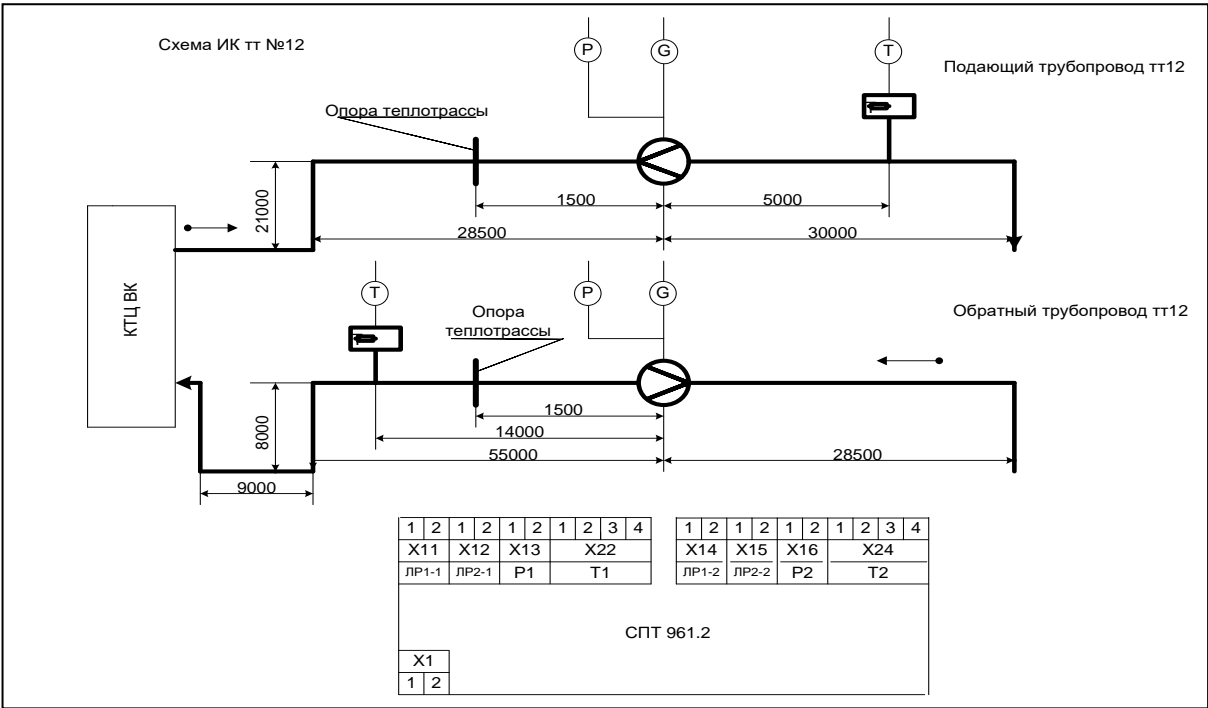 Схема ИК тт №12
P
G
T
Подающий трубопровод тт12
Опора теплотрассы
21000
1500
5000
28500
30000
КТЦ ВК
T
P
G
Опора
теплотрассы
Обратный трубопровод тт12
8000
1500
14000
55000
28500
9000
1 2 1 2 1 2 1 2 3 4
X11 X12 X13 X22
ЛР1-1 ЛР2-1 P1 T1
1 2 1 2 1 2 1 2 3 4
X14 X15 X16 X24
ЛР1-2 ЛР2-2 P2 T2
СПТ 961.2
X1
1 2